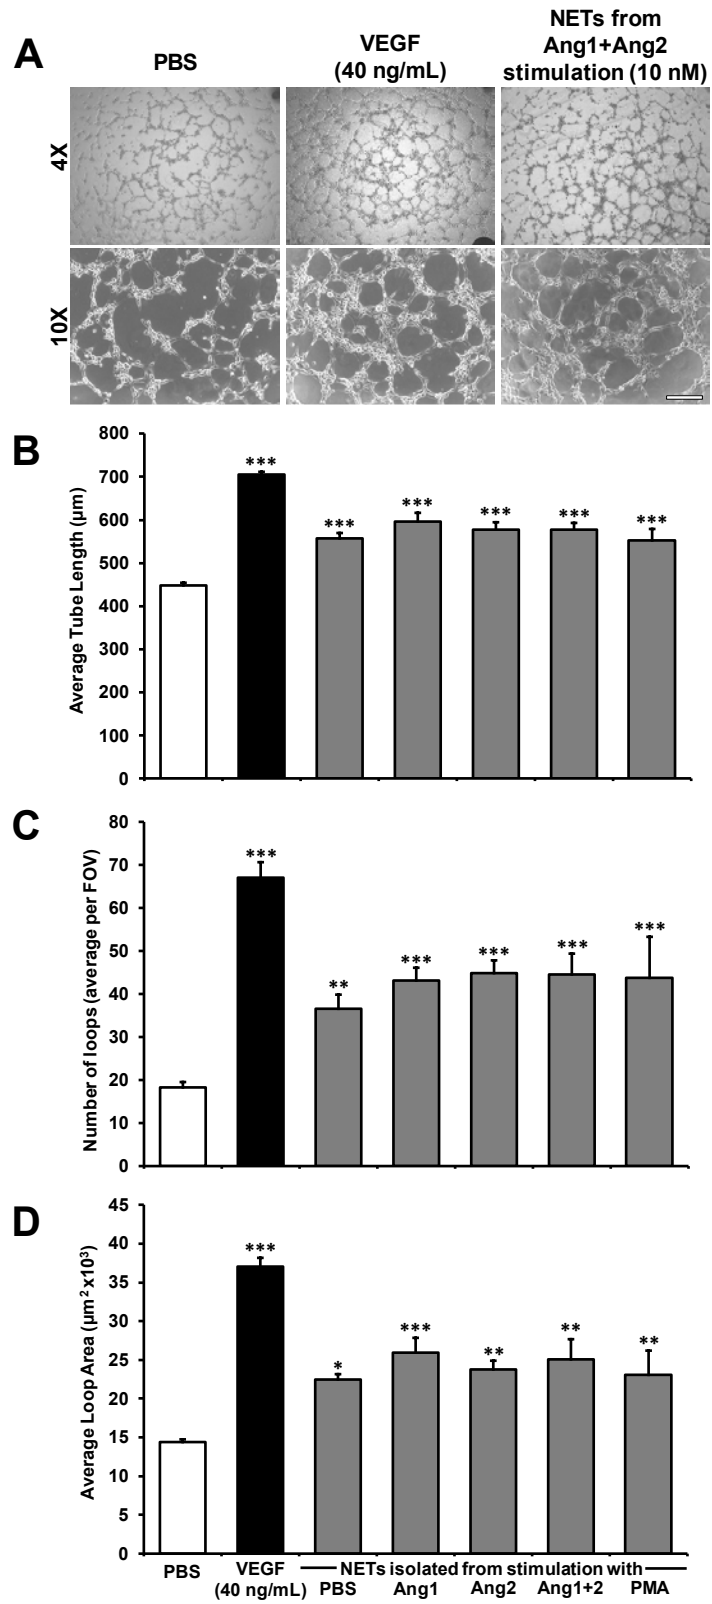 A
PBS
VEGF
(40 ng/mL)
NETs from
Ang1+Ang2
stimulation (10 nM)
4X
10X
B
Average Tube Length (µm)
800
700
600
500
400
300
200
100
0
***
***
***
***
***
***
C
Number of loops (average per FOV)
80
70
60
50
40
30
20
10
0
***
**
***
***
***
***
D
Average Loop Area (µm² x10³)
45
40
35
30
25
20
15
10
5
0
***
*
***
**
**
**
PBS
VEGF
(40 ng/mL)
NETs isolated from stimulation with
PBS
Ang1
Ang2
Ang1+2
PMA